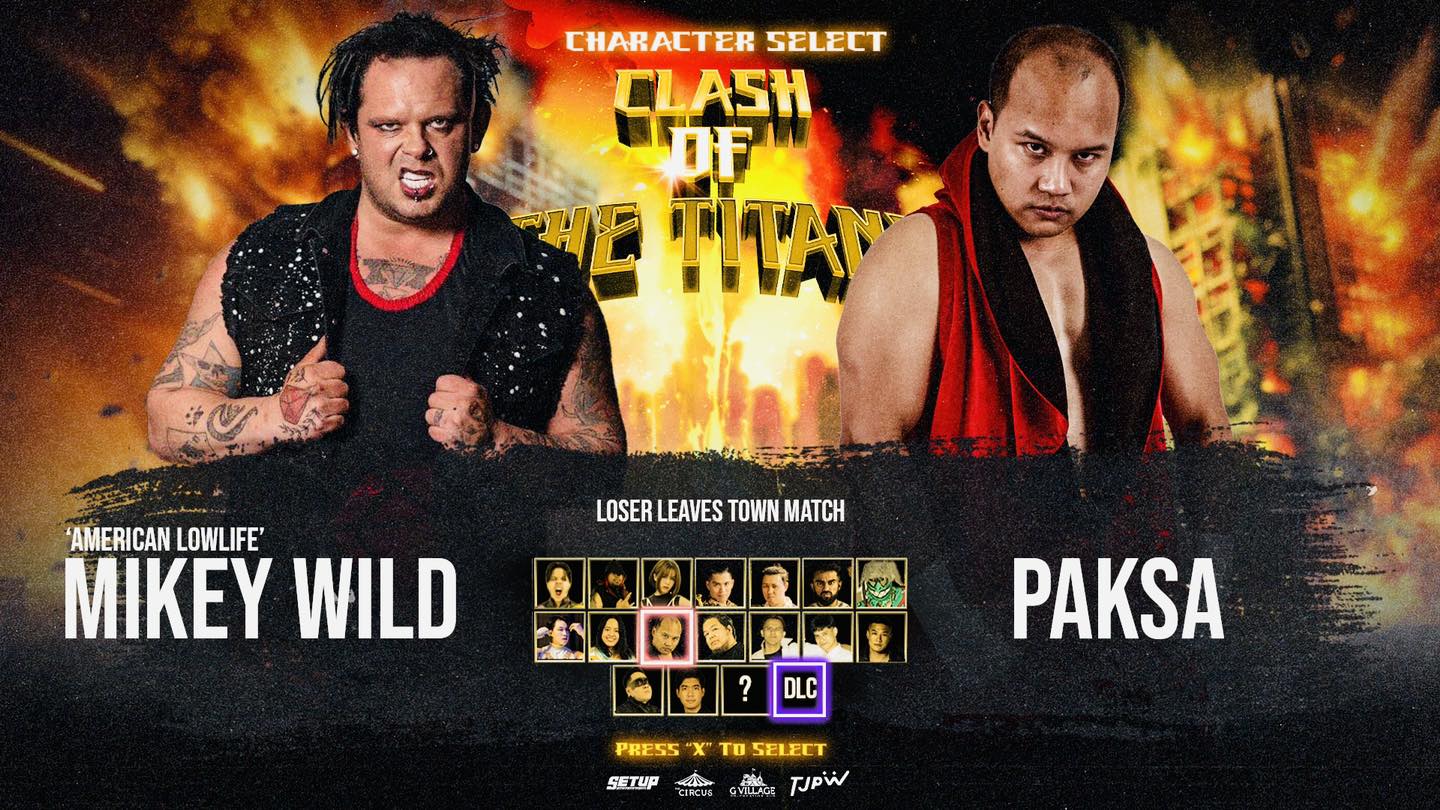 CHARACTER SELECT
CLASH
OF
THE TITANS
LOSER LEAVES TOWN MATCH
'AMERICAN LOWLIFE'
MIKEY WILD
PAKSA
?
DLC
PRESS "X" TO SELECT
SETUP
CIRCUS
G VILLAGE
TJPW